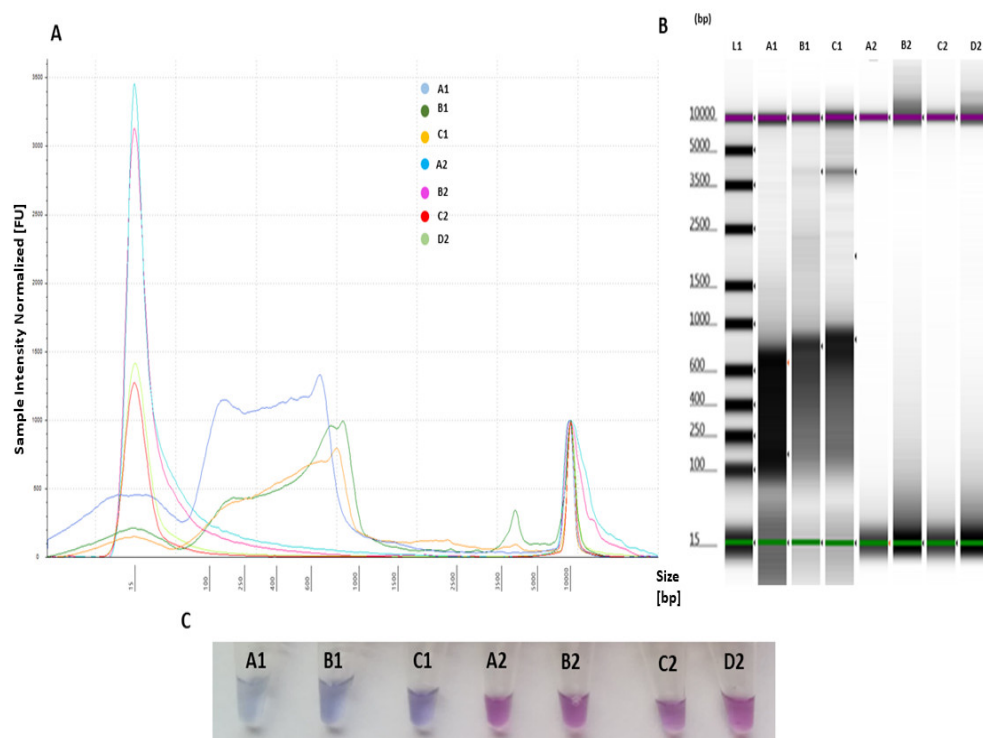 A
Sample Intensity Normalized [FU]
3500
3000
2500
2000
1500
1000
500
0
A1
B1
C1
A2
B2
C2
D2
15
100
250
400
600
1000
1500
2500
3500
5000
10000
Size
[bp]
B
(bp)
L1 A1 B1 C1 A2 B2 C2 D2
10000
5000
3500
2500
1500
1000
600
400
250
100
15
C
A1 B1 C1 A2 B2 C2 D2